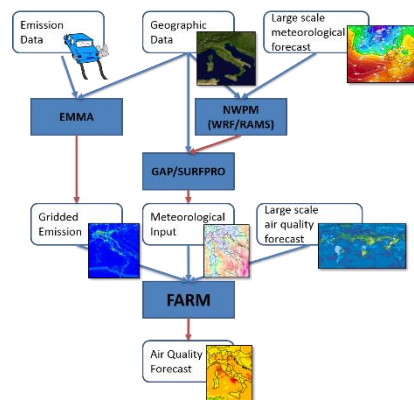 Emission
Data
Geographic
Data
Large scale
meteorological
forecast
EMMA
NWPM
(WRF/RAMS)
GAP/SURFPRO
Gridded
Emission
Meteorological
Input
Large scale
air quality
forecast
FARM
Air Quality
Forecast